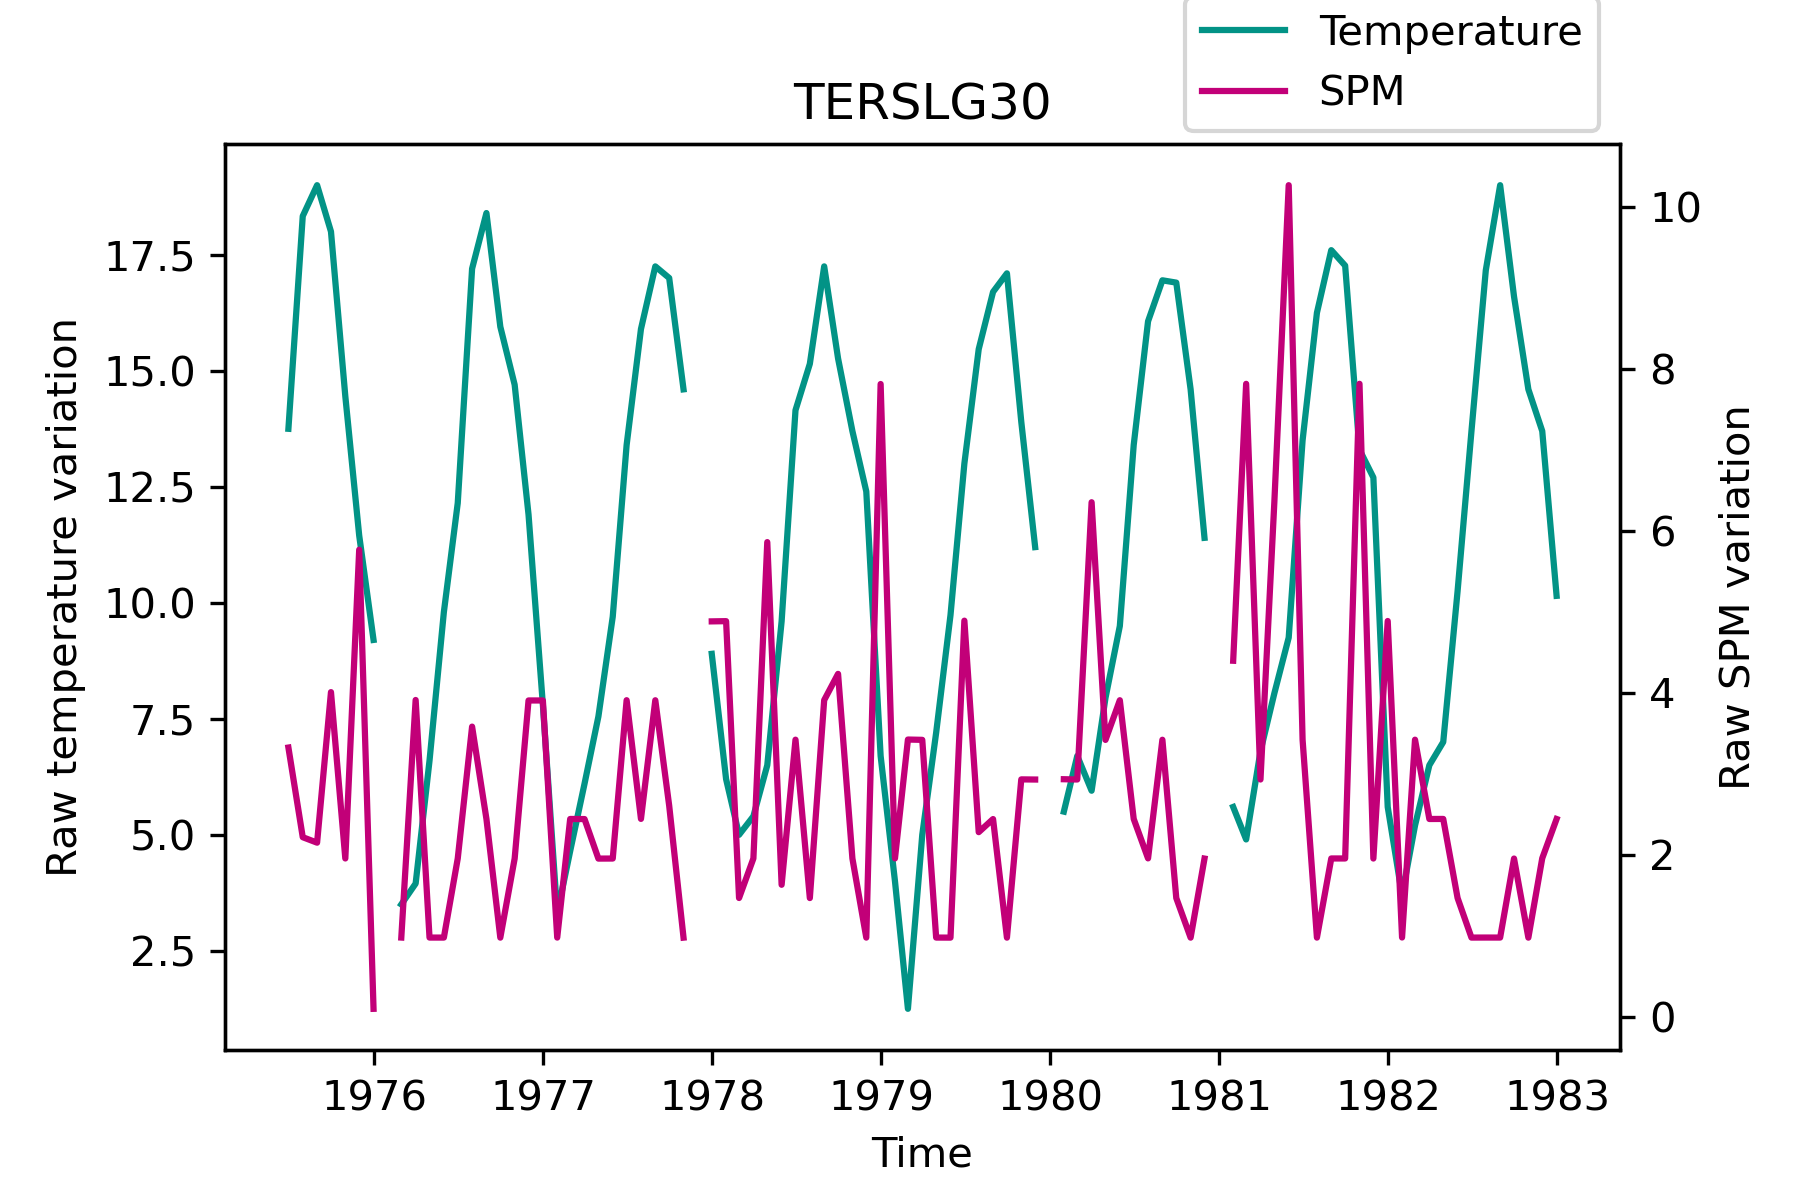 Temperature
SPM
TERSLG30
Raw temperature variation
17.5
15.0
12.5
10.0
7.5
5.0
2.5
10
8
6
4
2
0
Raw SPM variation
1976 1977 1978 1979 1980 1981 1982 1983
Time